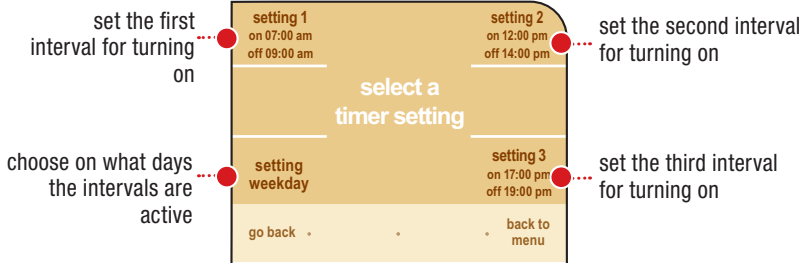 set the first
interval for turning
on
setting 1
on 07:00 am
off 09:00 am
setting 2
on 12:00 pm
off 14:00 pm
set the second interval
for turning on
select a
timer setting
choose on what days
the intervals are
active
setting
weekday
setting 3
on 17:00 pm
off 19:00 pm
set the third interval
for turning on
go back
back to
menu